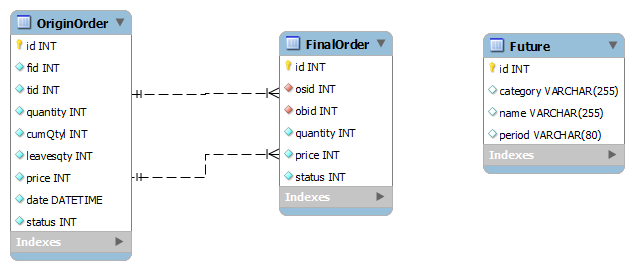 OriginOrder
id INT
fid INT
tid INT
quantity INT
cumQtyl INT
leavesqty INT
price INT
date DATETIME
status INT
Indexes
FinalOrder
id INT
osid INT
obid INT
quantity INT
price INT
status INT
Indexes
Future
id INT
category VARCHAR(255)
name VARCHAR(255)
period VARCHAR(80)
Indexes